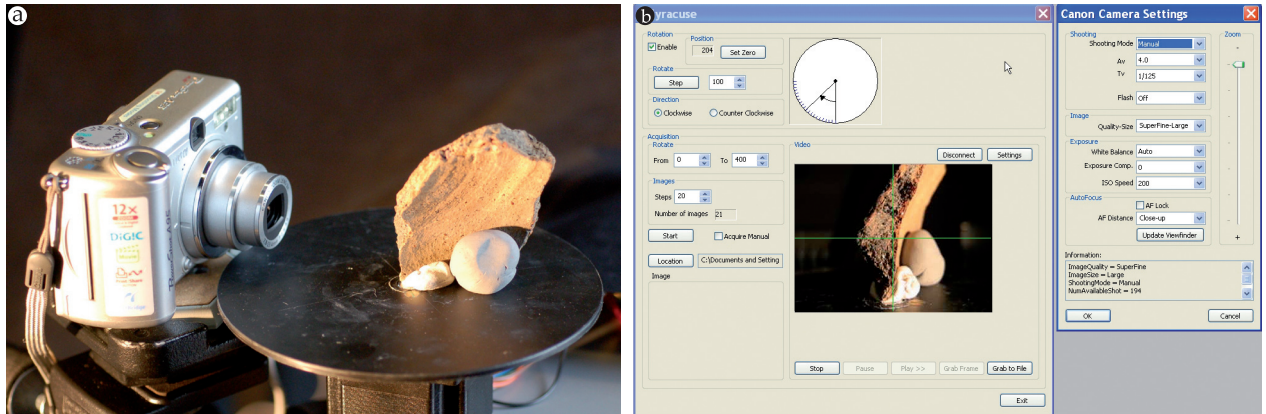 a
12x
DiGiC
b yracuse
Rotation
Enable
Position
204
Set Zero
Rotate
Step
100
Direction
Clockwise
Counter Clockwise
Acquisition
Rotate
From 0 To 400
Images
Steps 20
Number of images 21
Start
Acquire Manual
Location
C:\Documents and Setting
Image
Video
Disconnect
Settings
Stop
Pause
Play >>
Grab Frame
Grab to File
Exit
Canon Camera Settings
Shooting
Shooting Mode Manual
Av 4.0
Tv 1/125
Flash Off
Image
Quality-Size SuperFine-Large
Exposure
White Balance Auto
Exposure Comp. 0
ISO Speed 200
AutoFocus
AF Lock
AF Distance Close-up
Update Viewfinder
Zoom
-
+
Information:
ImageQuality = SuperFine
ImageSize = Large
ShootingMode = Manual
NumAvailableShot = 194
OK
Cancel